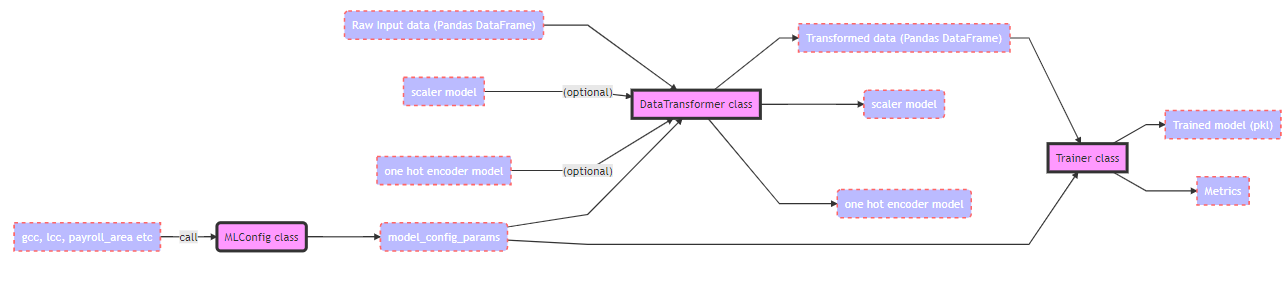 Raw Input data (Pandas DataFrame)
Transformed data (Pandas DataFrame)
scaler model
(optional)
DataTransformer class
scaler model
Trained model (pkl)
Trainer class
one hot encoder model
(optional)
Metrics
one hot encoder model
gcc, lcc, payroll_area etc
call
MLConfig class
model_config_params